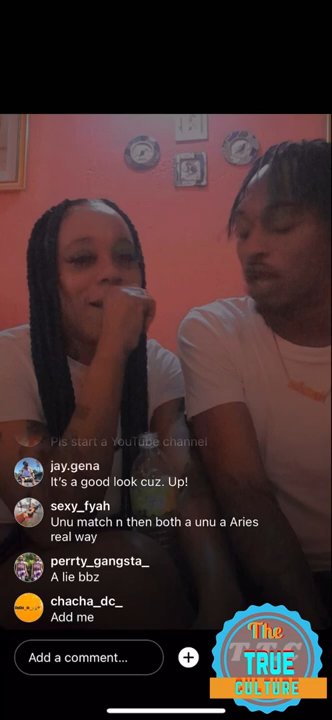 Pls start a YouTube channel
jay.gena
It's a good look cuz. Up!
sexy_fyah
Unu match n then both a unu a Aries
real way
perrty_gangsta_
A lie bbz
chacha_dc_
Add me
Add a comment...
The
TTC
TRUE
CULTURE